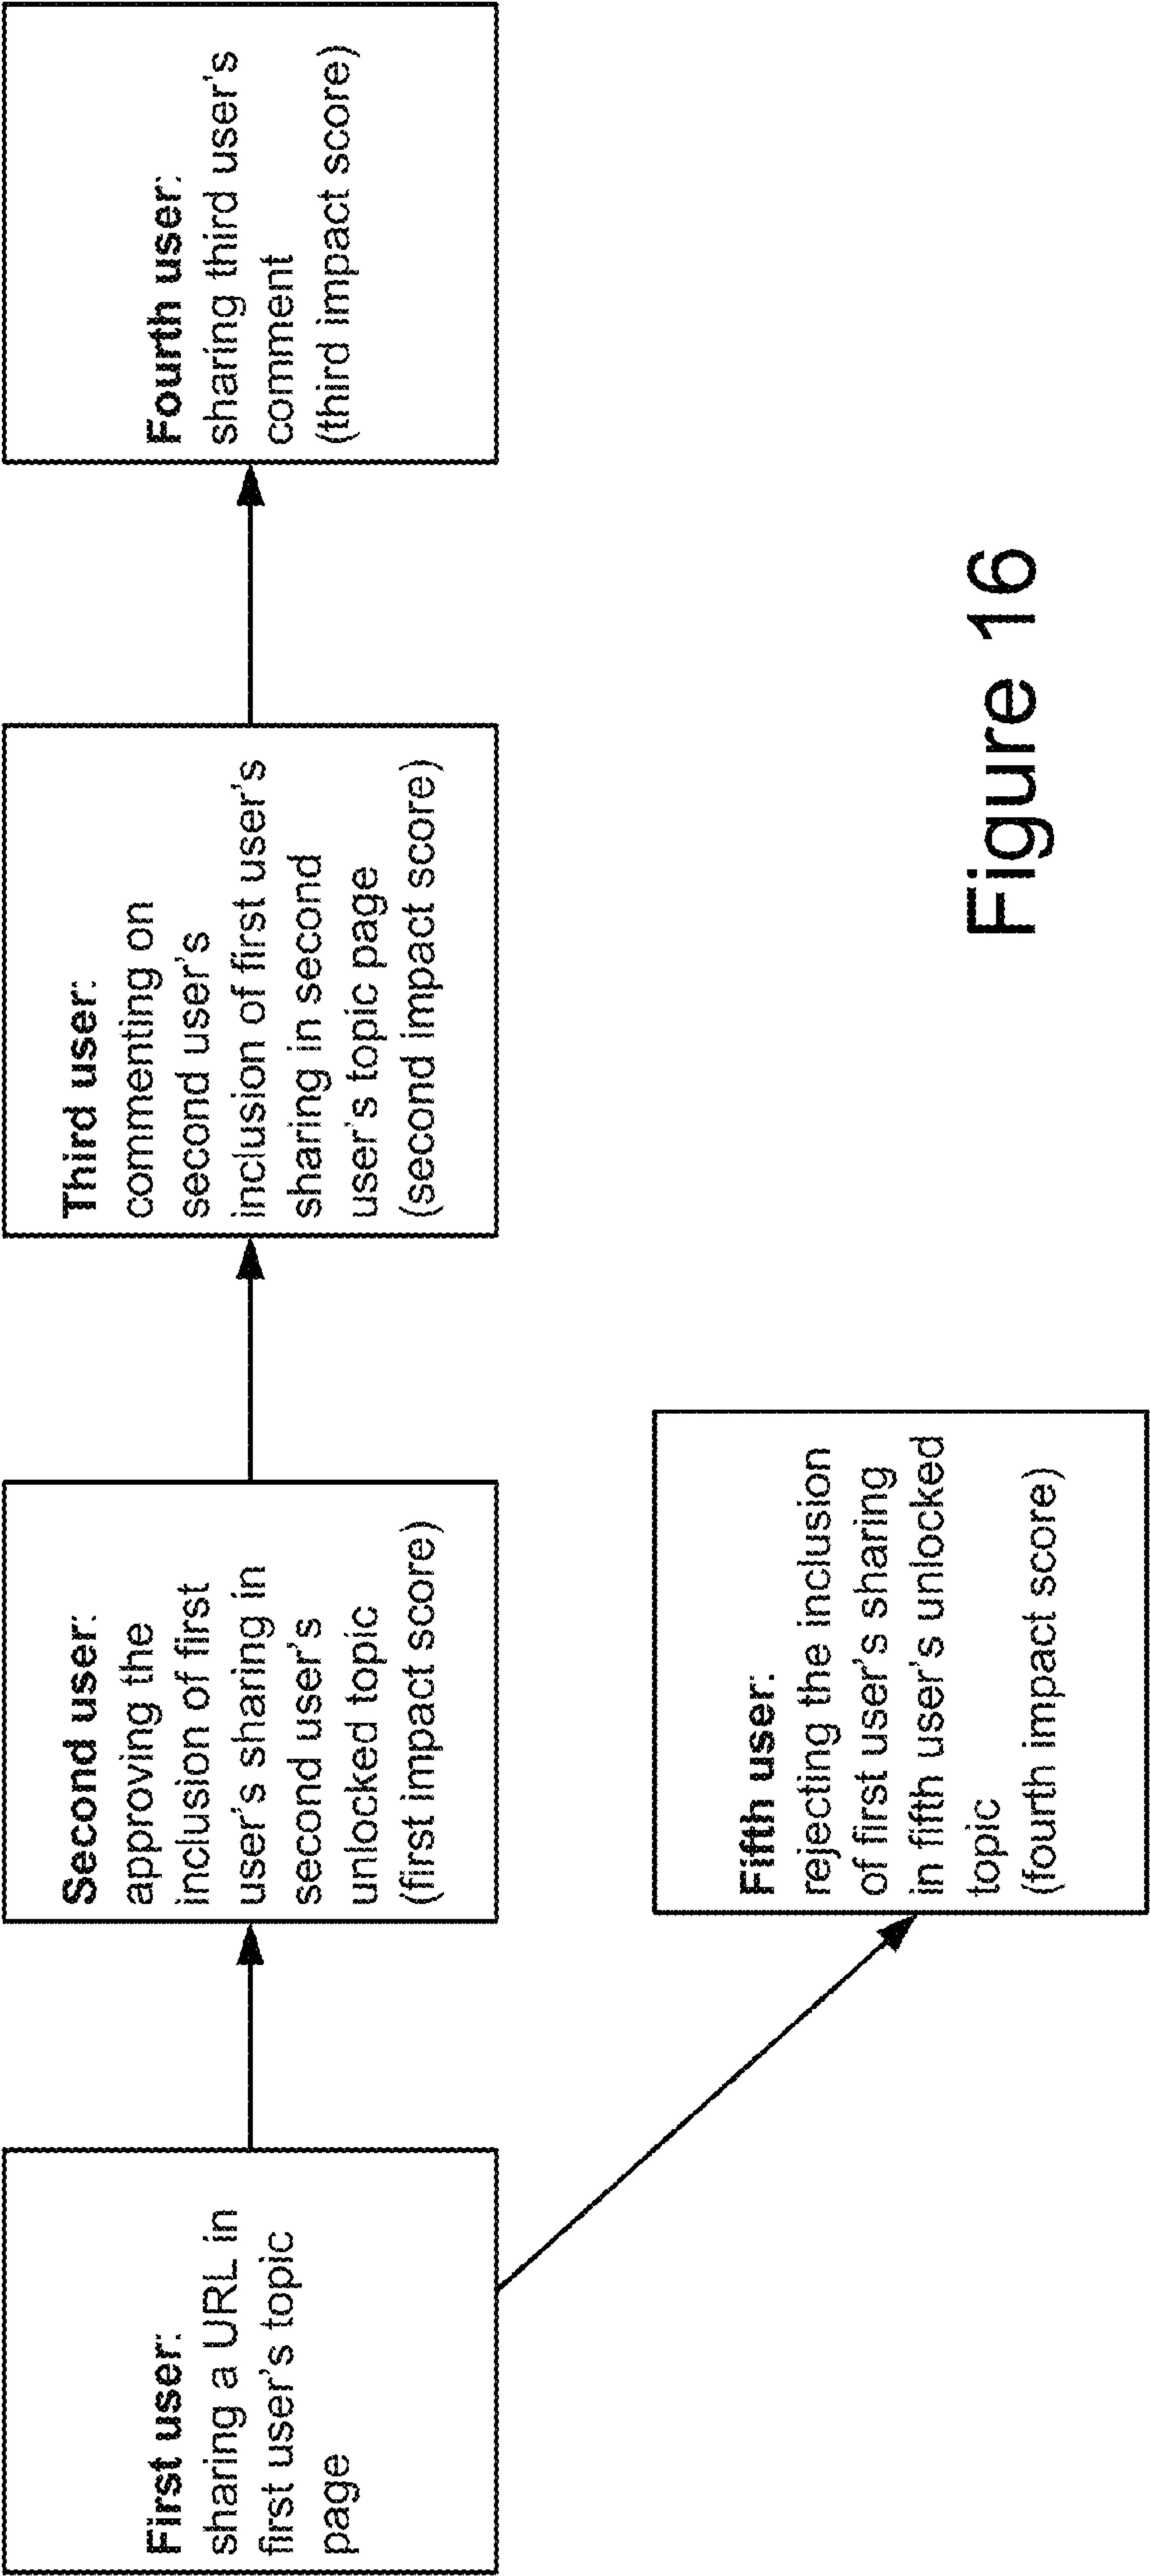 First user:
sharing a URL in
first user's topic
page
Second user:
approving the
inclusion of first
user's sharing in
second user's
unlocked topic
(first impact score)
Third user:
commenting on
second user's
inclusion of first user's
sharing in second
user's topic page
(second impact score)
Fourth user:
sharing third user's
comment
(third impact score)
Fifth user:
rejecting the inclusion
of first user's sharing
in fifth user's unlocked
topic
(fourth impact score)
Figure 16